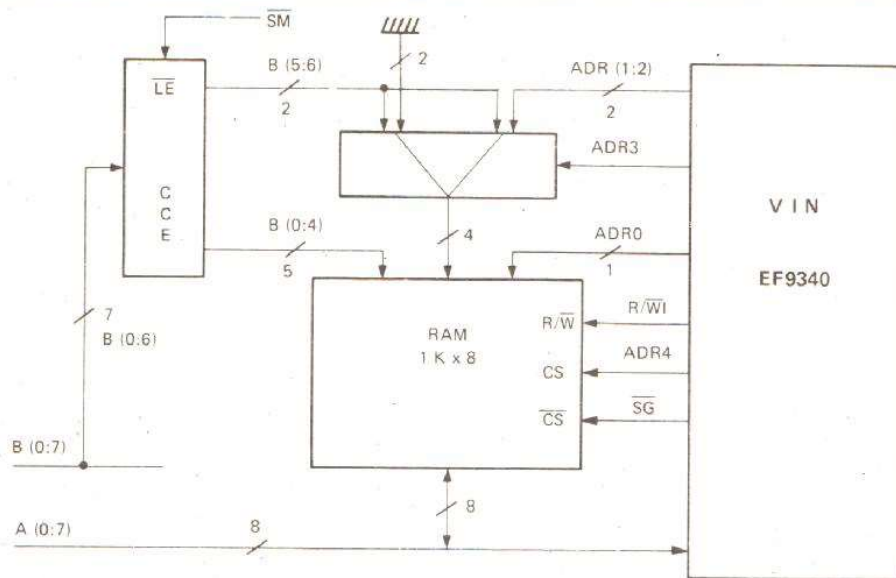 SM
B (5:6)
2
2
ADR (1:2)
2
LE
C
C
E
ADR3
V I N
EF9340
B (0:4)
5
4
ADR0
1
7
B (0:6)
RAM
1 K x 8
R/W
CS
CS
R/WI
ADR4
SG
B (0:7)
A (0:7)
8
8